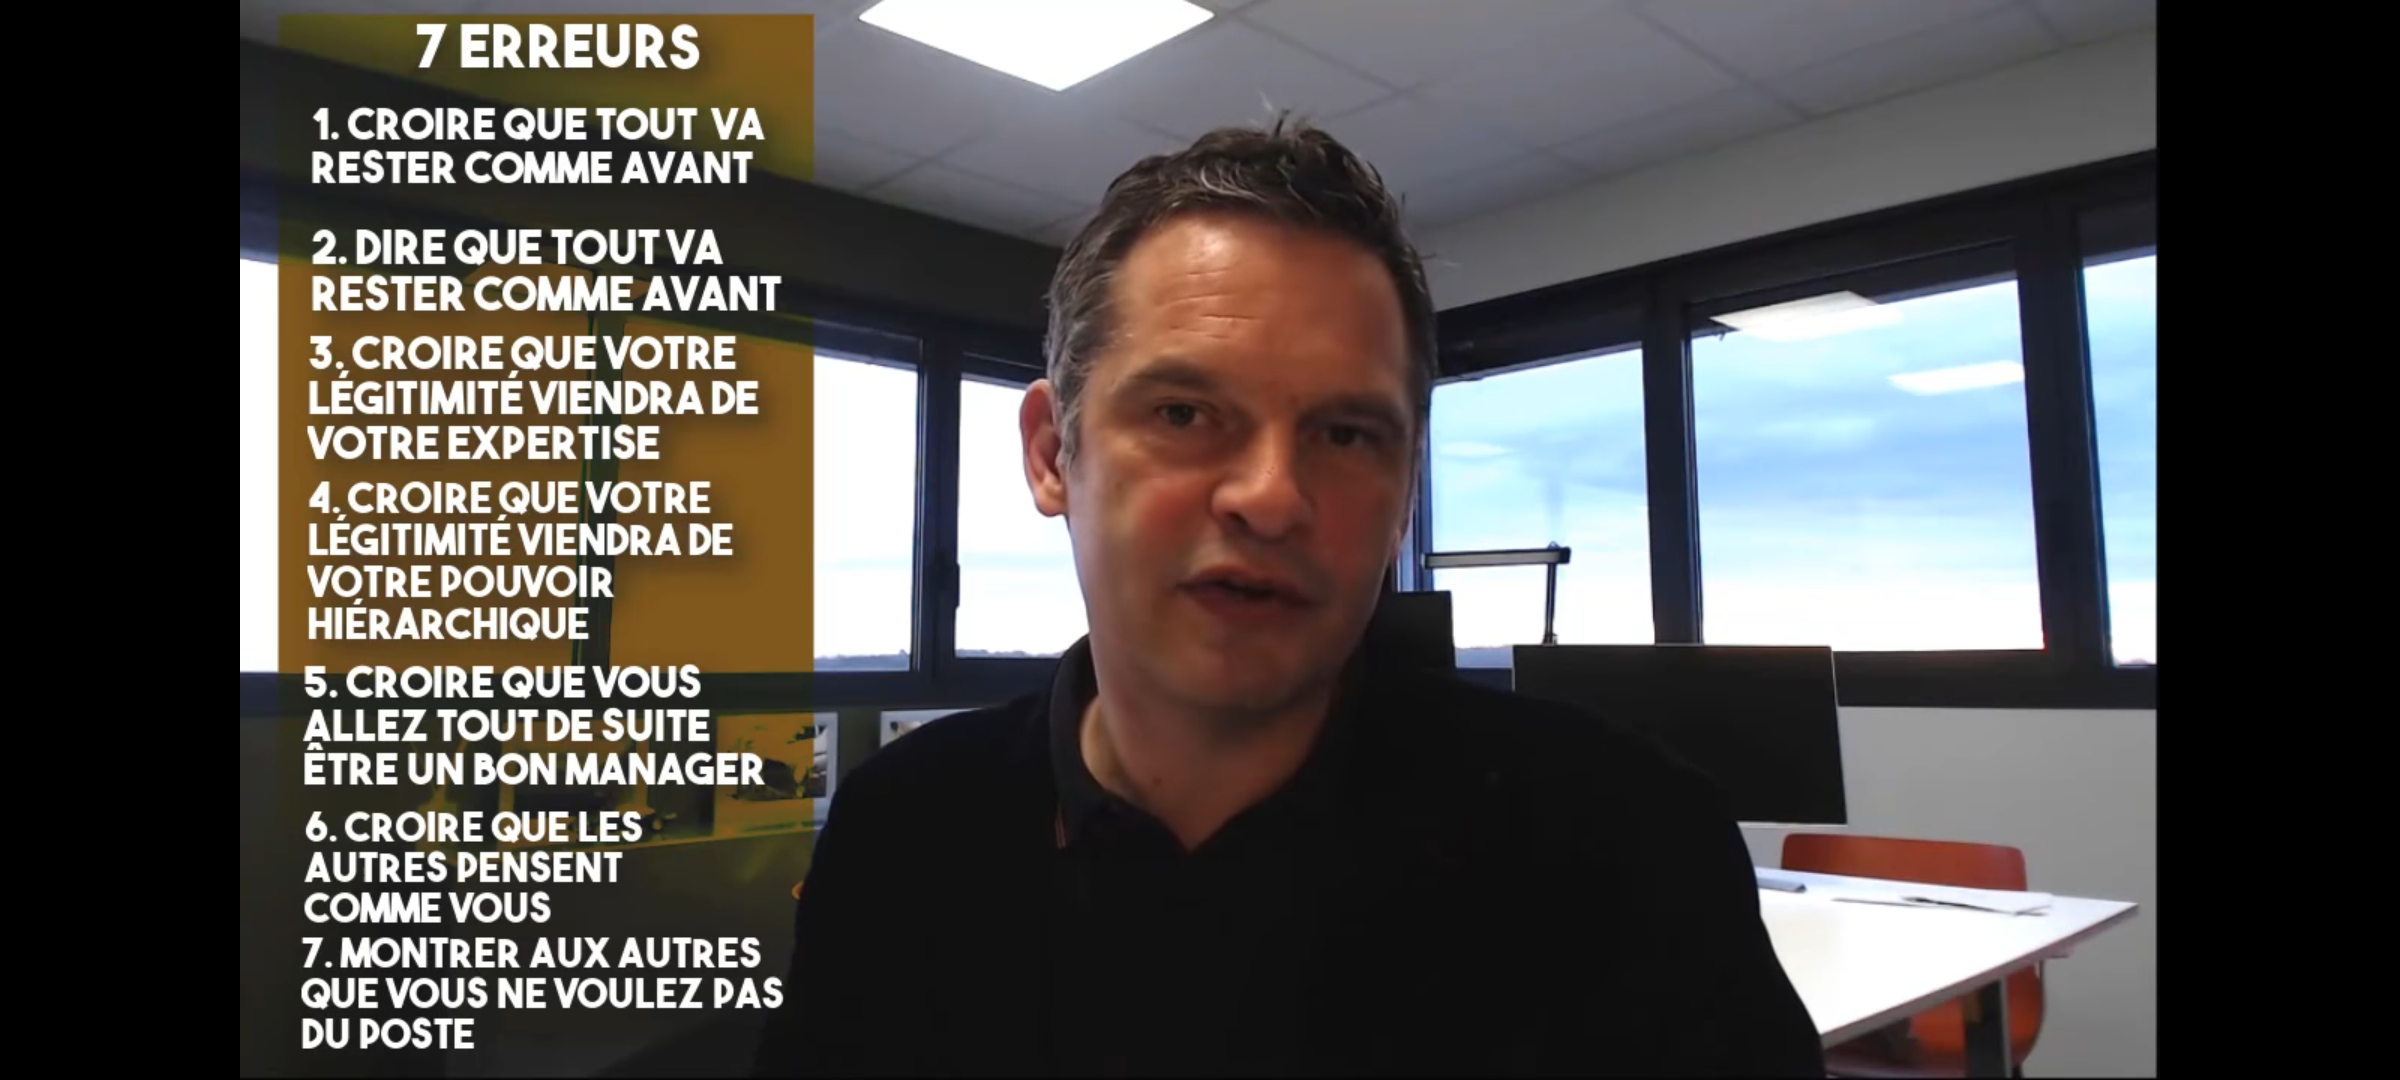 7 ERREURS
1. CROIRE QUE TOUT VA
RESTER COMME AVANT
2. DIRE QUE TOUT VA
RESTER COMME AVANT
3. CROIRE QUE VOTRE
LÉGITIMITÉ VIENDRA DE
VOTRE EXPERTISE
4. CROIRE QUE VOTRE
LÉGITIMITÉ VIENDRA DE
VOTRE POUVOIR
HIÉRARCHIQUE
5. CROIRE QUE VOUS
ALLEZ TOUT DE SUITE
ÊTRE UN BON MANAGER
6. CROIRE QUE LES
AUTRES PENSENT
COMME VOUS
7. MONTRER AUX AUTRES
QUE VOUS NE VOULEZ PAS
DU POSTE